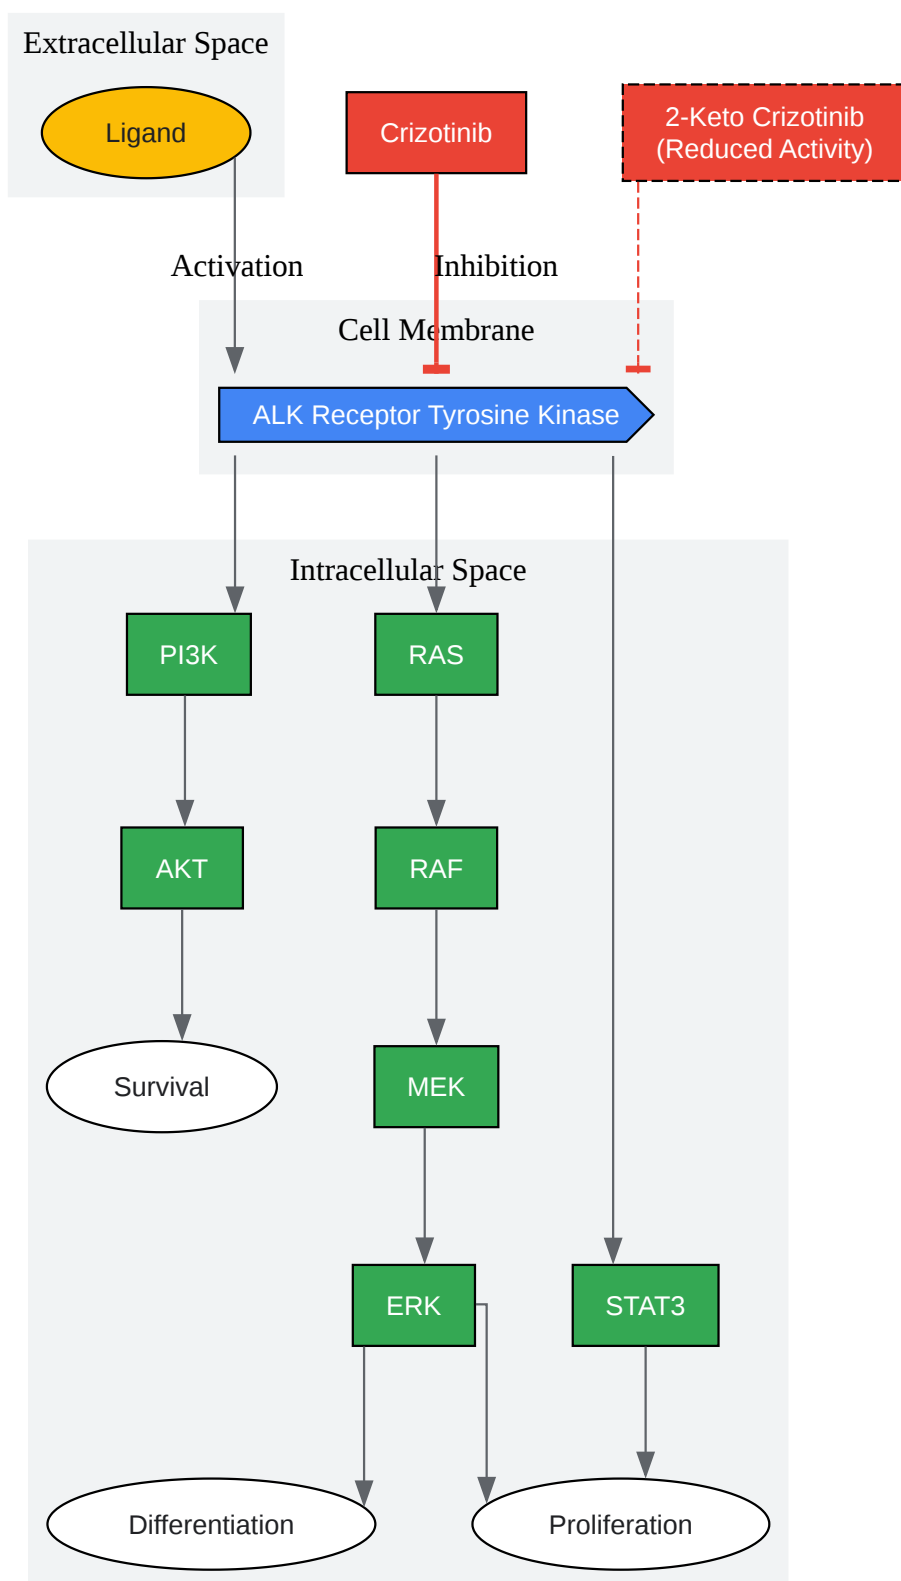 Extracellular Space
Ligand
Crizotinib
2-Keto Crizotinib
(Reduced Activity)
Activation
Inhibition
Cell Membrane
ALK Receptor Tyrosine Kinase
Intracellular Space
PI3K
RAS
AKT
RAF
Survival
MEK
ERK
STAT3
Differentiation
Proliferation